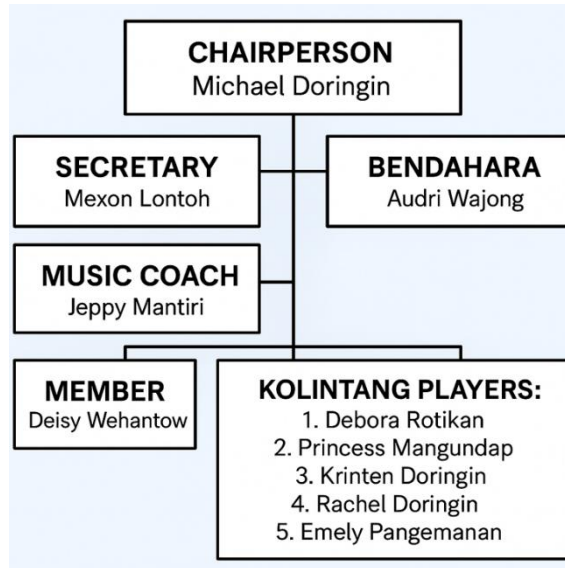 CHAIRPERSON
Michael Doringin
SECRETARY
Mexon Lontoh
BENDAHARA
Audri Wajong
MUSIC COACH
Jeppy Mantiri
MEMBER
Deisy Wehantow
KOLINTANG PLAYERS:
1. Debora Rotikan
2. Princess Mangundap
3. Krinten Doringin
4. Rachel Doringin
5. Emely Pangemanan